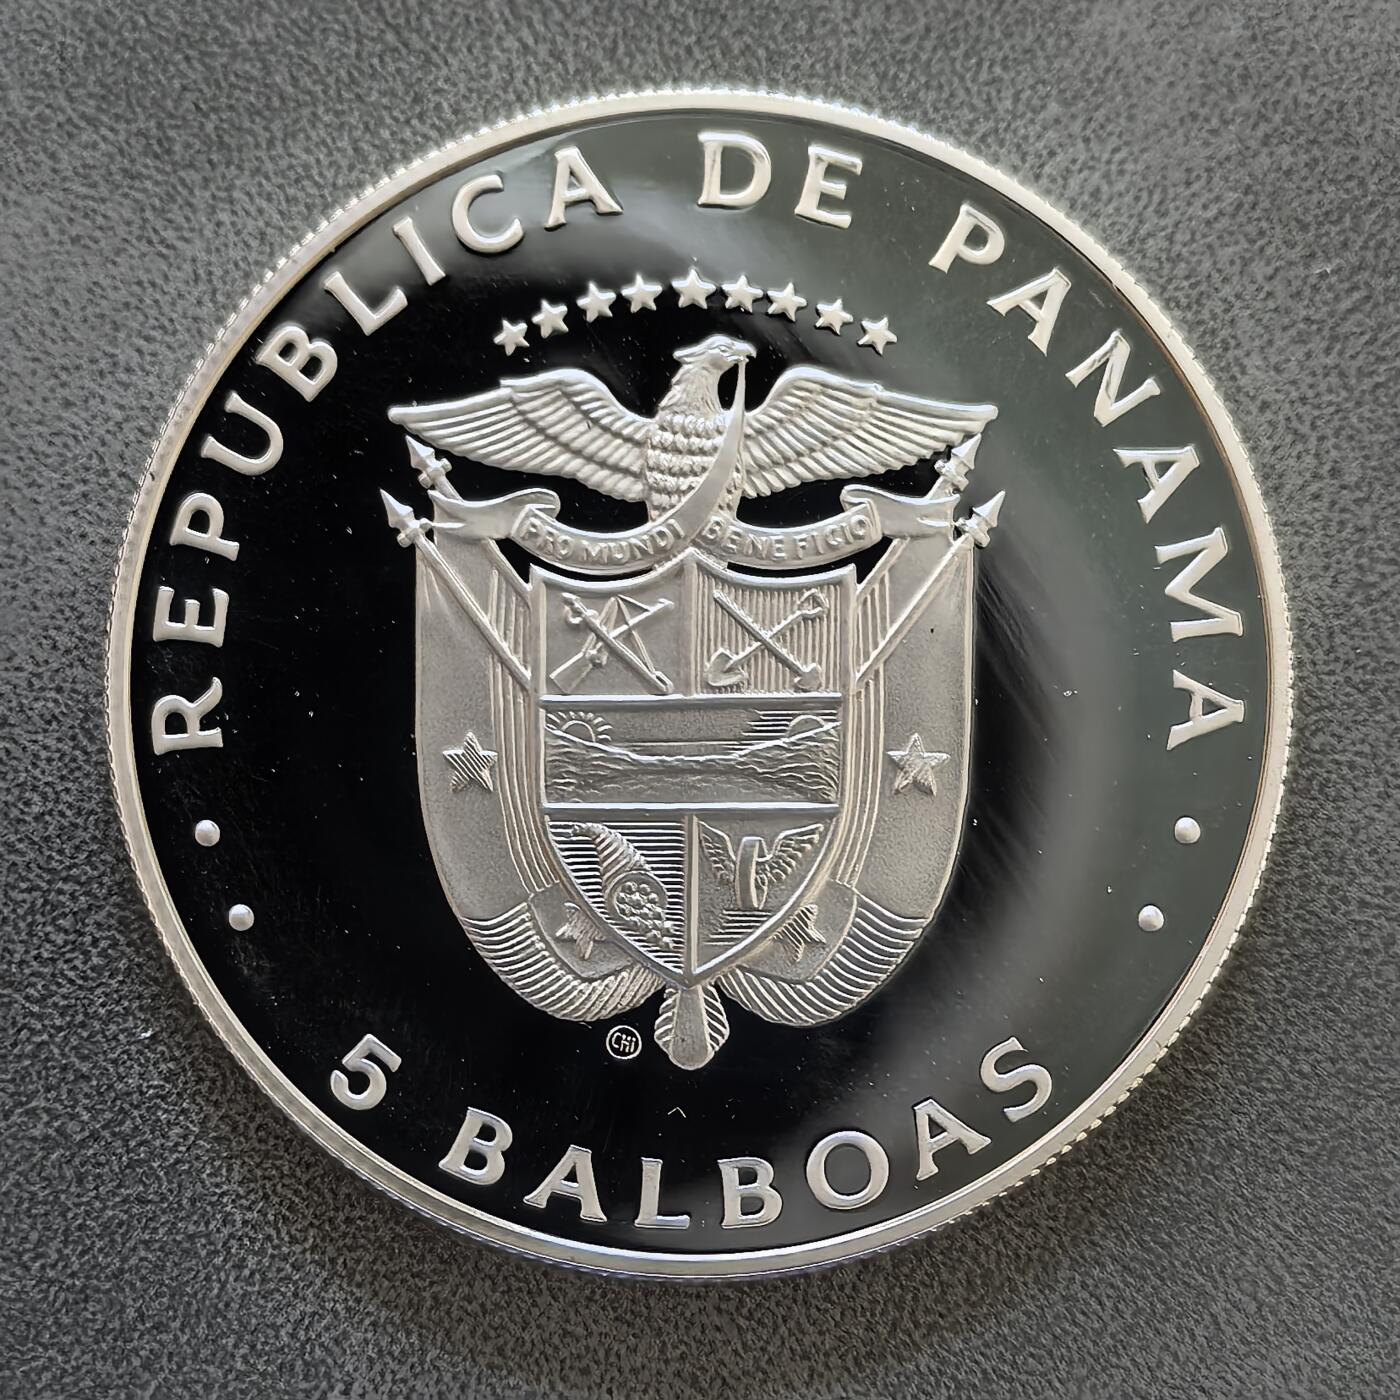 REPUBLICA DE PANAMA
PRO MUNDI BENEFICIO
CHI
5 BALBOAS